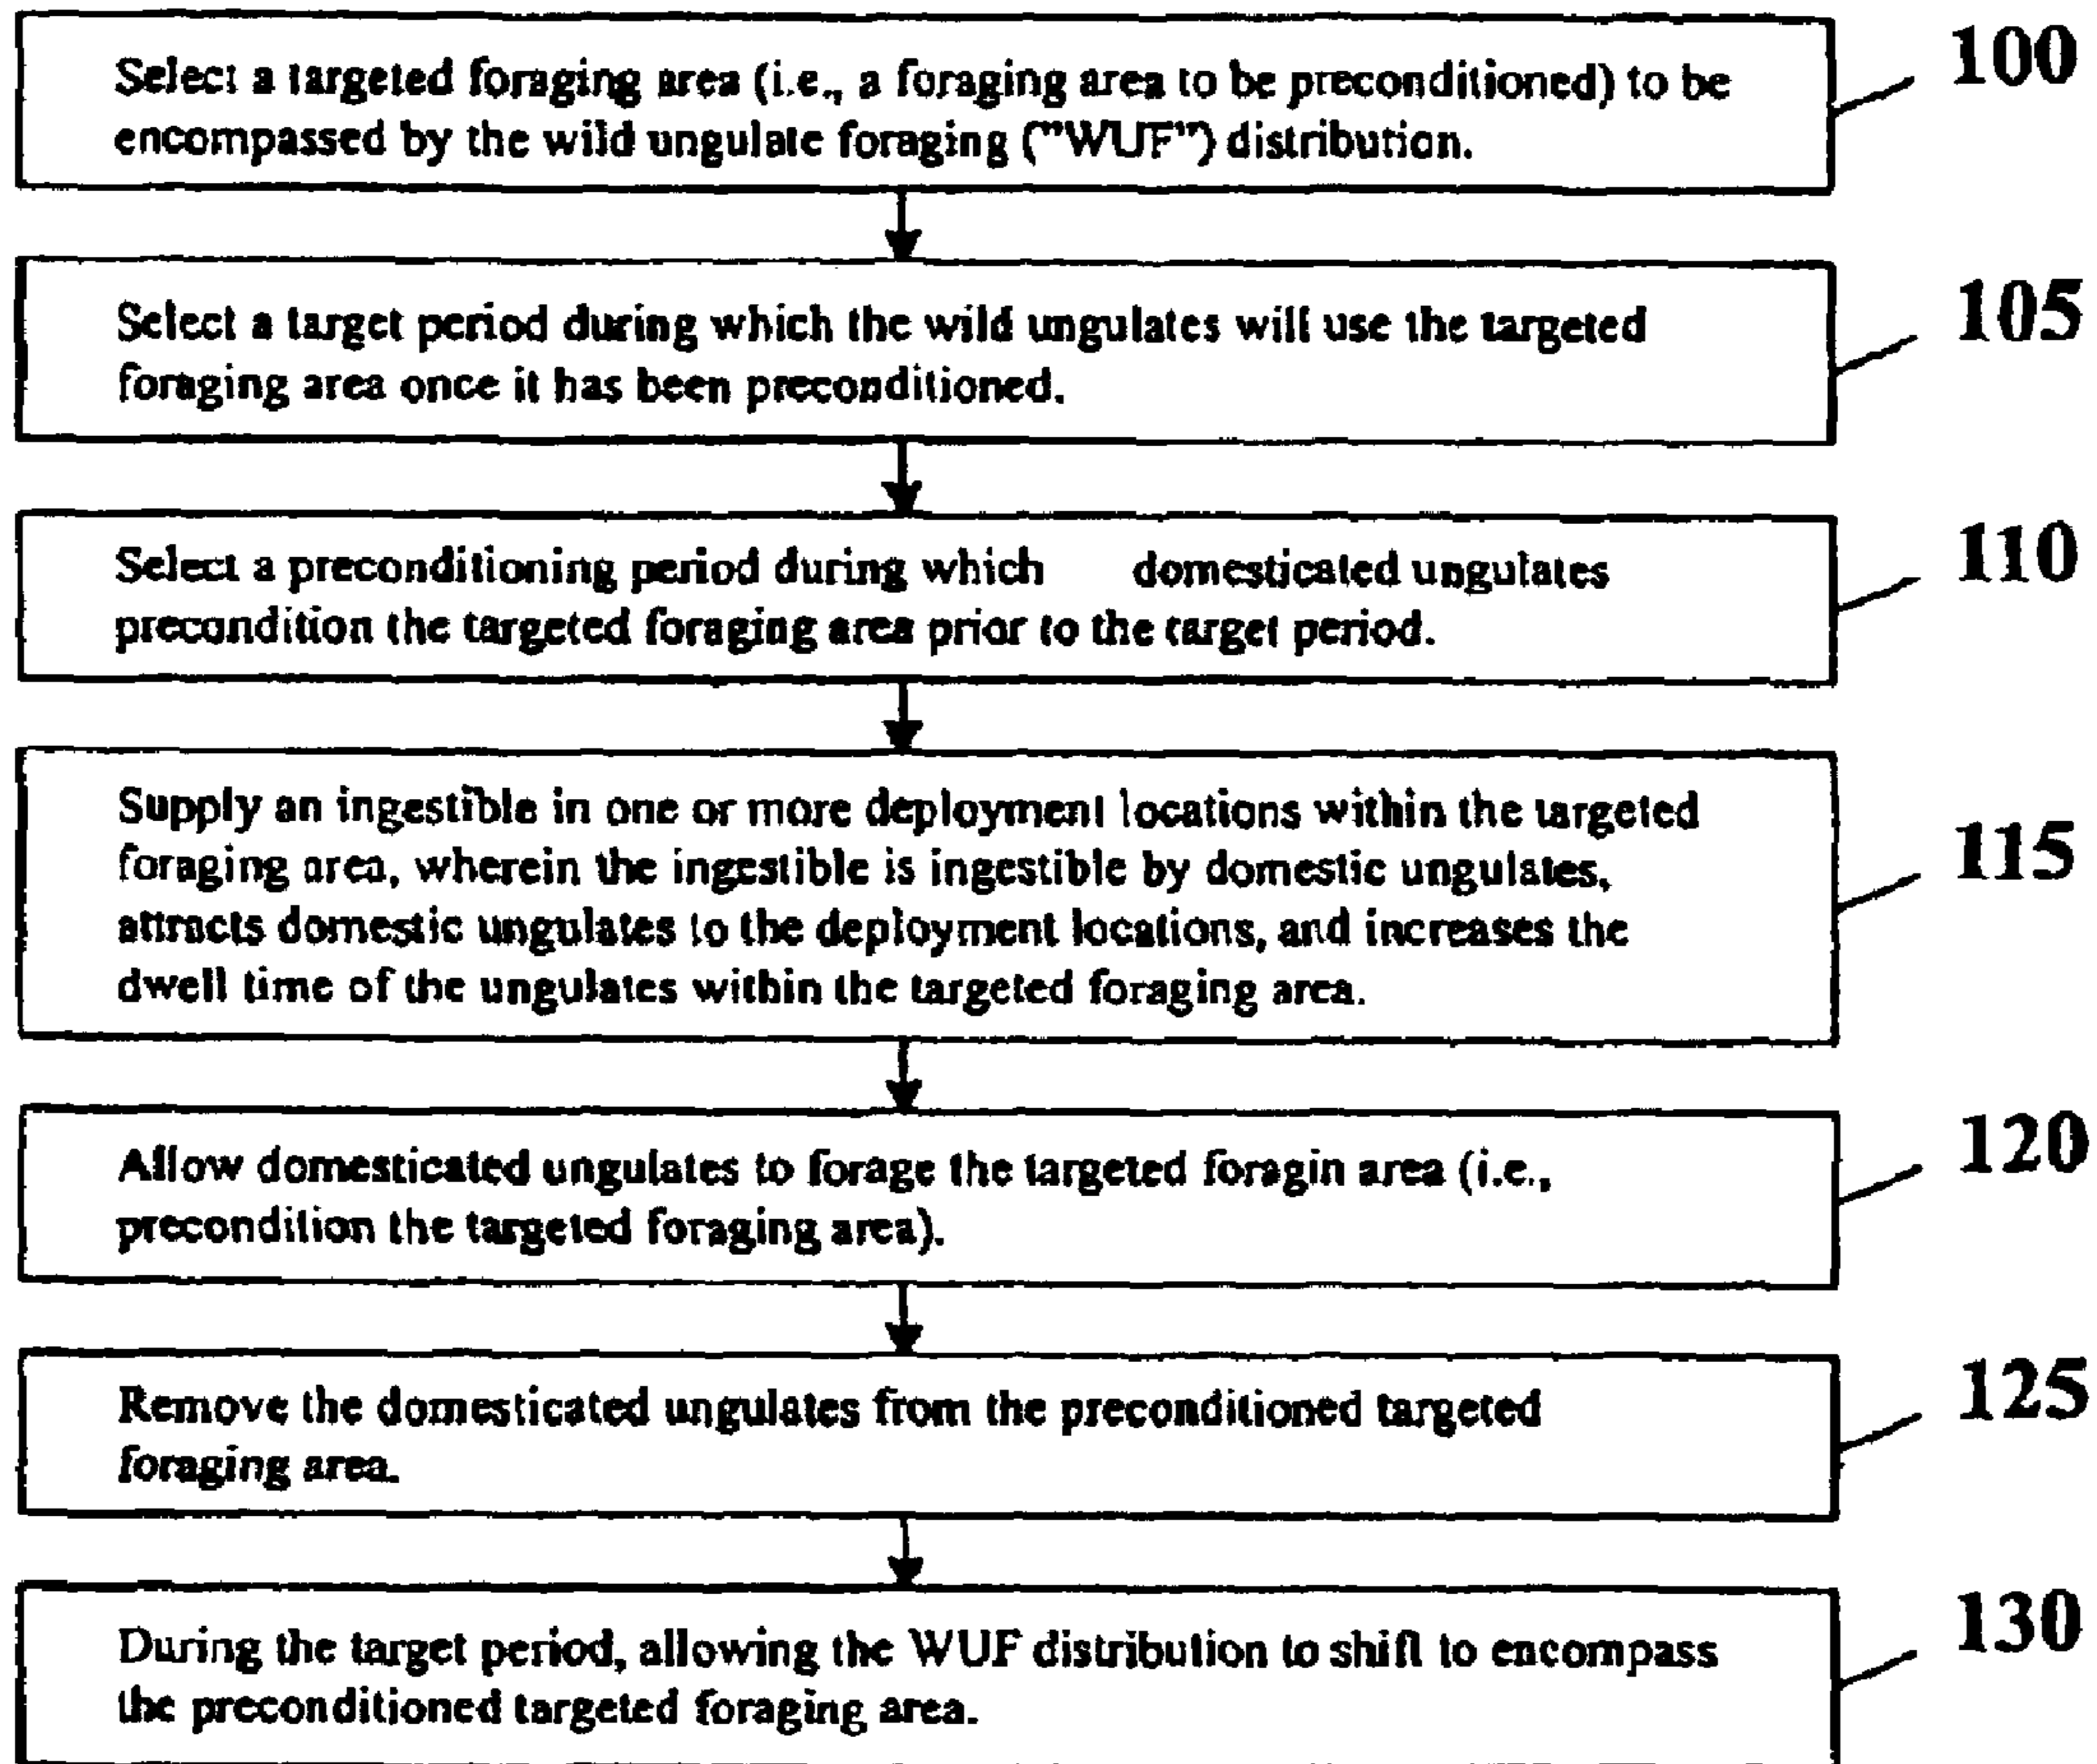 Select a targeted foraging area (i.e., a foraging area to be preconditioned) to be
encompassed by the wild ungulate foraging ("WUF") distribution.
100
Select a target period during which the wild ungulates will use the targeted
foraging area once it has been preconditioned.
105
Select a preconditioning period during which domesticated ungulates
precondition the targeted foraging area prior to the target period.
110
Supply an ingestible in one or more deployment locations within the targeted
foraging area, wherein the ingestible is ingestible by domestic ungulates,
attracts domestic ungulates to the deployment locations, and increases the
dwell time of the ungulates within the targeted foraging area.
115
Allow domesticated ungulates to forage the targeted foragin area (i.e.,
precondition the targeted foraging area).
120
Remove the domesticated ungulates from the preconditioned targeted
foraging area.
125
During the target period, allowing the WUF distribution to shift to encompass
the preconditioned targeted foraging area.
130